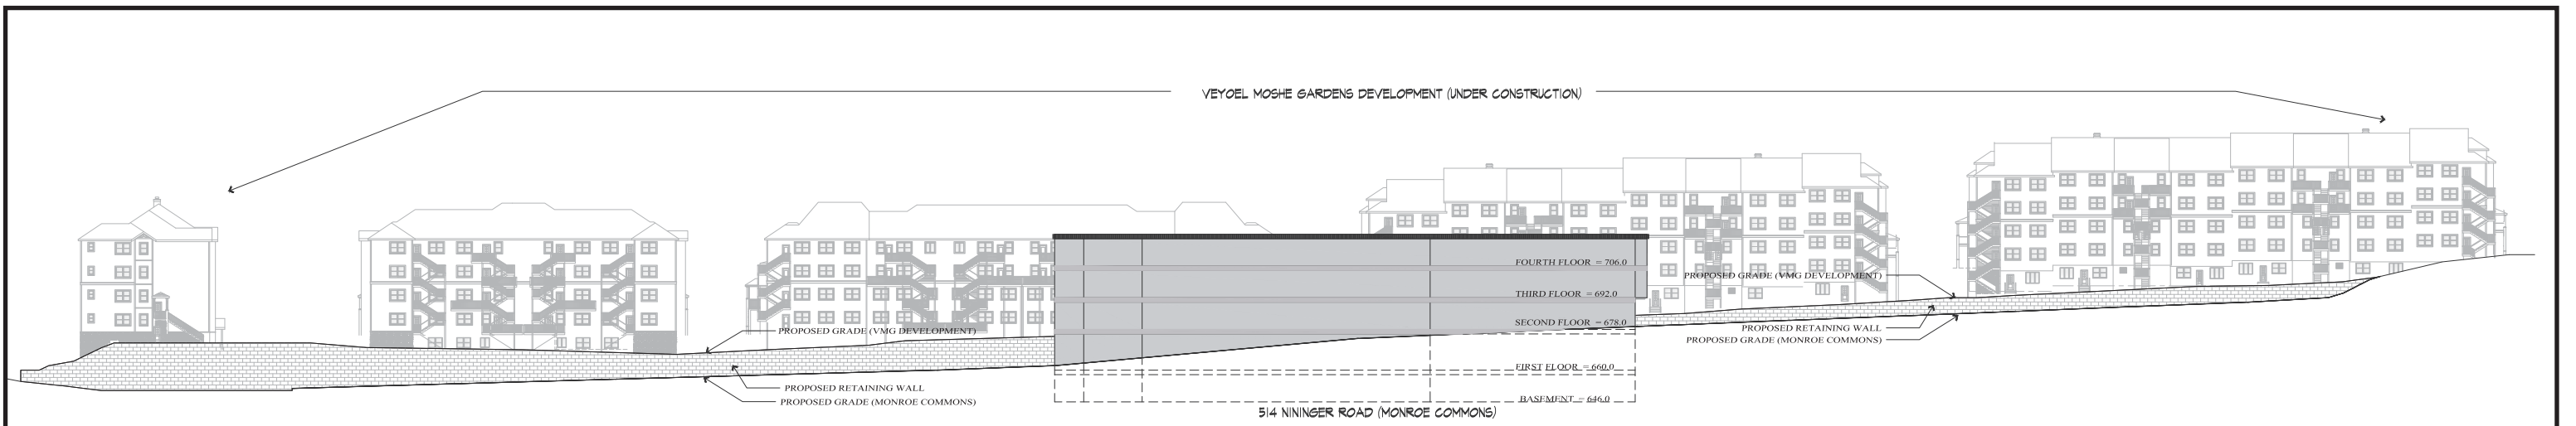 VEYOEL MOSHE GARDENS DEVELOPMENT (UNDER CONSTRUCTION)
FOURTH FLOOR = 706.0
PROPOSED GRADE (VMG DEVELOPMENT)
THIRD FLOOR = 692.0
SECOND FLOOR = 678.0
PROPOSED RETAINING WALL
PROPOSED GRADE (MONROE COMMONS)
PROPOSED GRADE (VMG DEVELOPMENT)
FIRST FLOOR = 660.0
PROPOSED RETAINING WALL
PROPOSED GRADE (MONROE COMMONS)
BASEMENT = 646.0
514 NININGER ROAD (MONROE COMMONS)